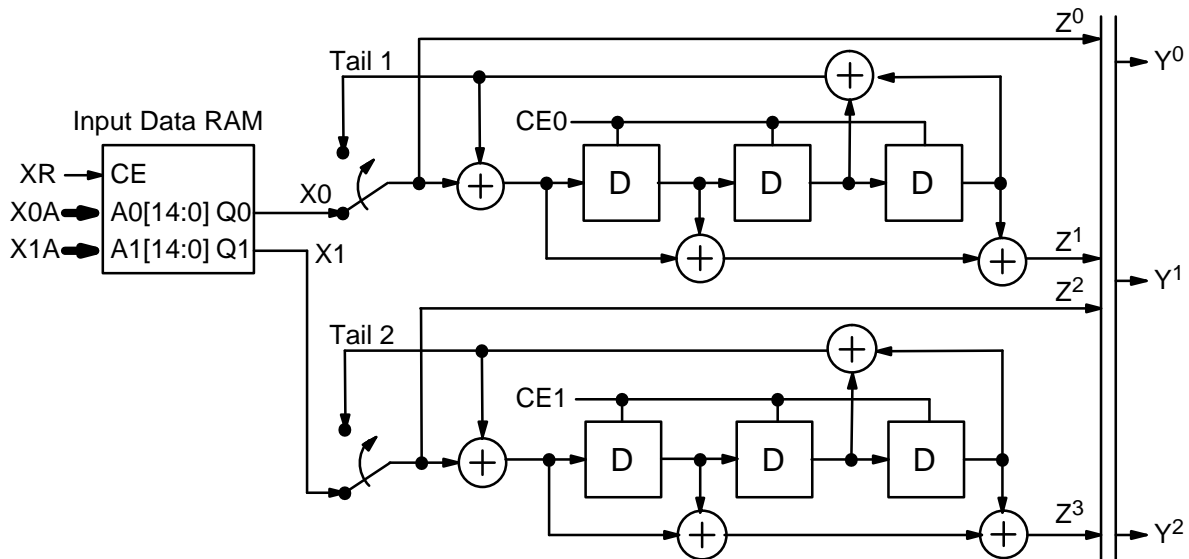 Z⁰
Tail 1
Y⁰
Input Data RAM
CE0
XR
CE
D
D
D
X0
X0A
A0[14:0] Q0
X1A
A1[14:0] Q1
X1
Z¹
Y¹
Z²
Tail 2
CE1
D
D
D
Z³
Y²